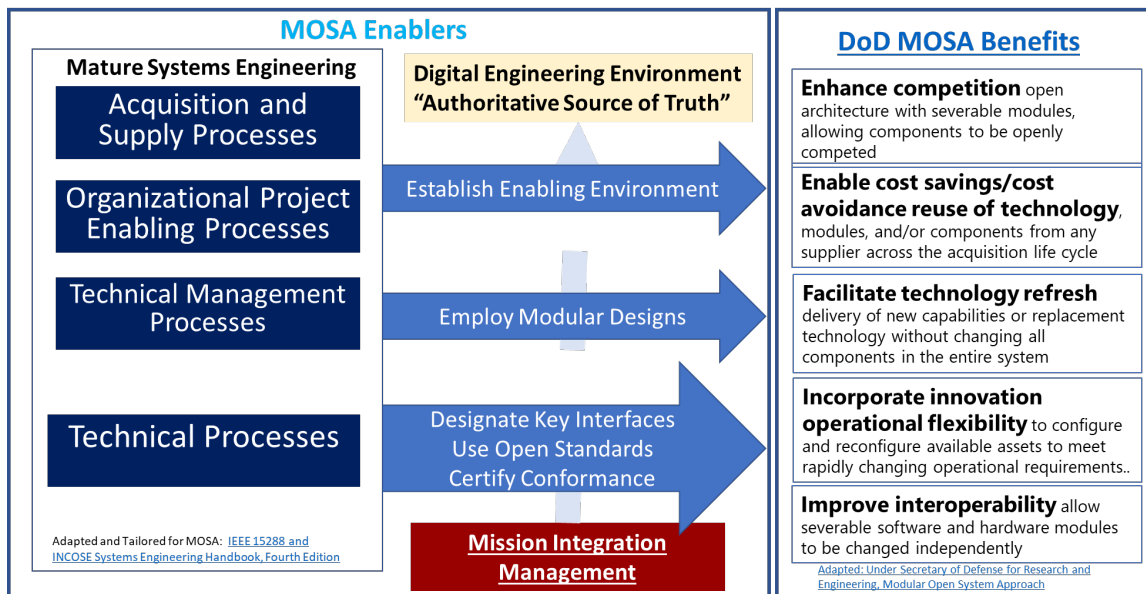 MOSA Enablers
Mature Systems Engineering
Acquisition and
Supply Processes
Organizational Project
Enabling Processes
Technical Management
Processes
Technical Processes
Adapted and Tailored for MOSA:  IEEE 15288 and
INCOSE Systems Engineering Handbook, Fourth Edition
Digital Engineering Environment
“Authoritative Source of Truth”
Establish Enabling Environment
Employ Modular Designs
Designate Key Interfaces
Use Open Standards
Certify Conformance
Mission Integration
Management
DoD MOSA Benefits
Enhance competition open
architecture with severable modules,
allowing components to be openly
competed
Enable cost savings/cost
avoidance reuse of technology,
modules, and/or components from any
supplier across the acquisition life cycle
Facilitate technology refresh
delivery of new capabilities or replacement
technology without changing all
components in the entire system
Incorporate innovation
operational flexibility to configure
and reconfigure available assets to meet
rapidly changing operational requirements..
Improve interoperability allow
severable software and hardware modules
to be changed independently
Adapted: Under Secretary of Defense for Research and
Engineering, Modular Open System Approach